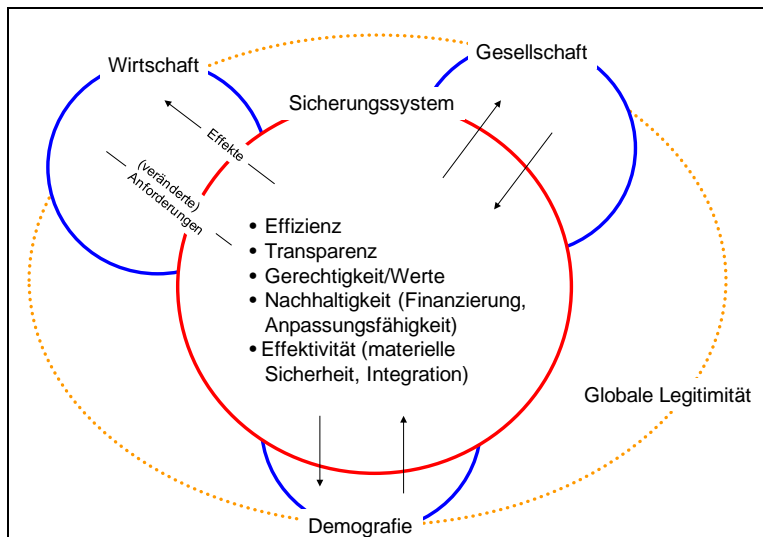 Gesellschaft
Wirtschaft
Sicherungssystem
Effekte
(veränderte)
Anforderungen
• Effizienz
• Transparenz
• Gerechtigkeit/Werte
• Nachhaltigkeit (Finanzierung,
Anpassungsfähigkeit)
• Effektivität (materielle
Sicherheit, Integration)
Globale Legitimität
Demografie